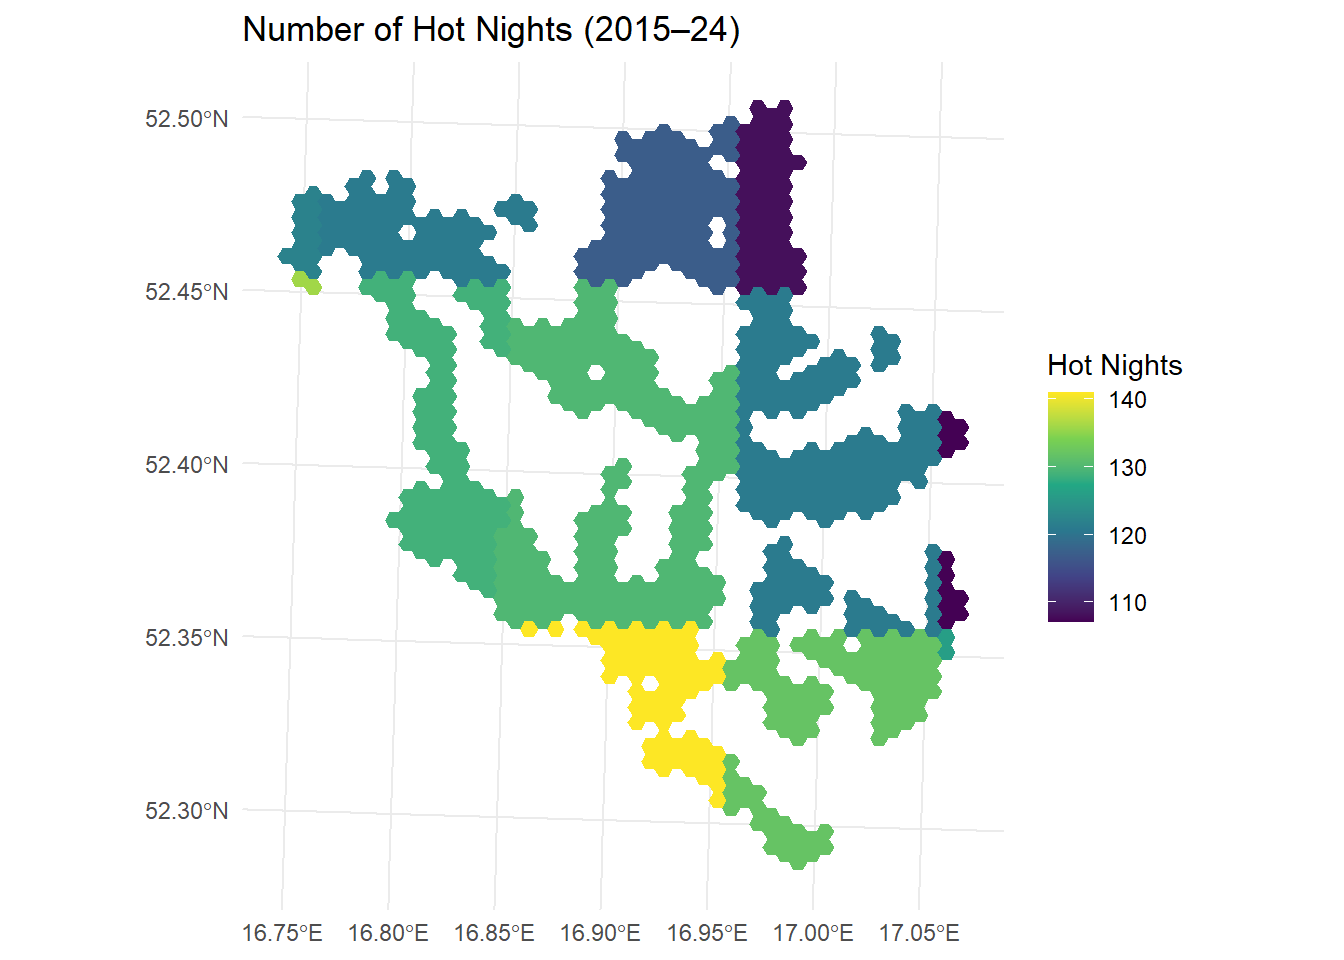 Number of Hot Nights (2015–24)
52.50°N
52.45°N
52.40°N
52.35°N
52.30°N
16.75°E 16.80°E 16.85°E 16.90°E 16.95°E 17.00°E 17.05°E
Hot Nights
140
130
120
110